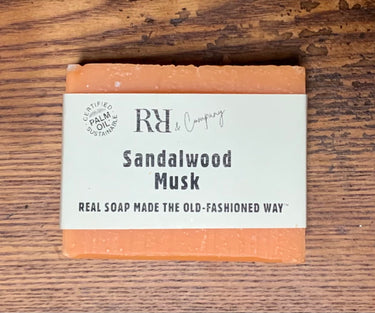 CERTIFIED SUSTAINABLE
PALM OIL
RR & Company
Sandalwood
Musk
REAL SOAP MADE THE OLD-FASHIONED WAY™